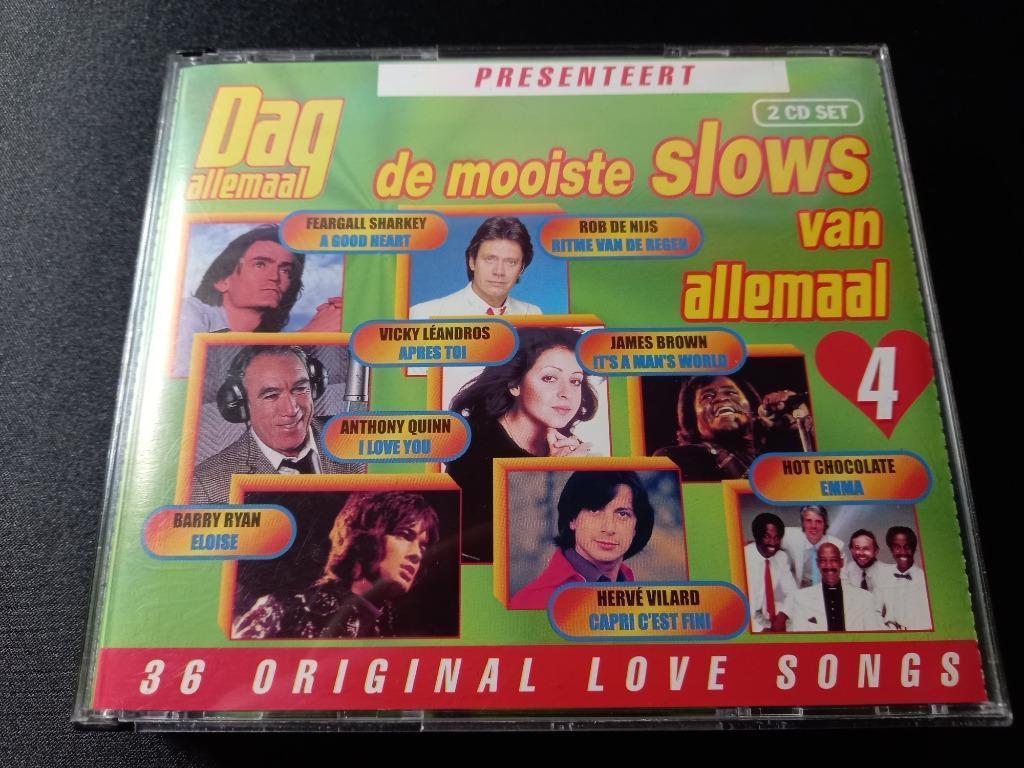 PRESENTEERT
2 CD SET
Dag
allemaal
de mooiste slows
van
allemaal
4
FEARGALL SHARKEY
A GOOD HEART
ROB DE NIJS
RITME VAN DE REGEN
VICKY LÉANDROS
APRES TOI
JAMES BROWN
IT'S A MAN'S WORLD
ANTHONY QUINN
I LOVE YOU
HOT CHOCOLATE
EMMA
BARRY RYAN
ELOISE
HERVÉ VILARD
CAPRI C'EST FINI
36 ORIGINAL LOVE SONGS